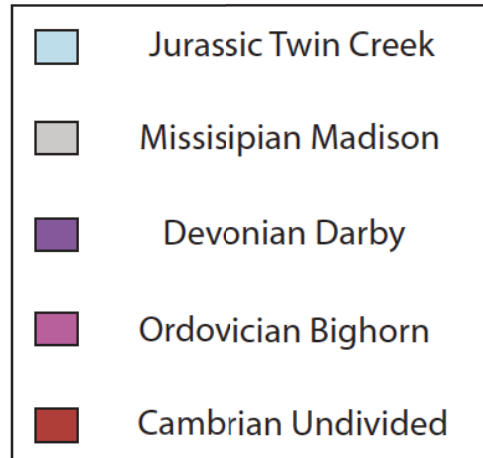 Jurassic Twin Creek
Missisipian Madison
Devonian Darby
Ordovician Bighorn
Cambrian Undivided